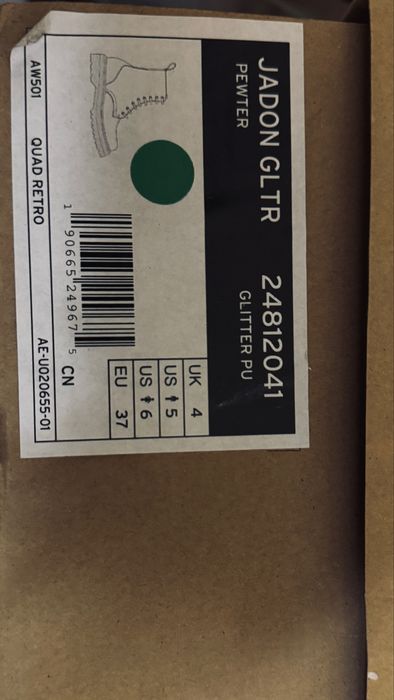 JADON GLTR 24812041
PEWTER GLITTER PU
UK 4
US 5
US 6
EU 37
1 90665 24967 5
CN
AW501 QUAD RETRO AE-U020655-01